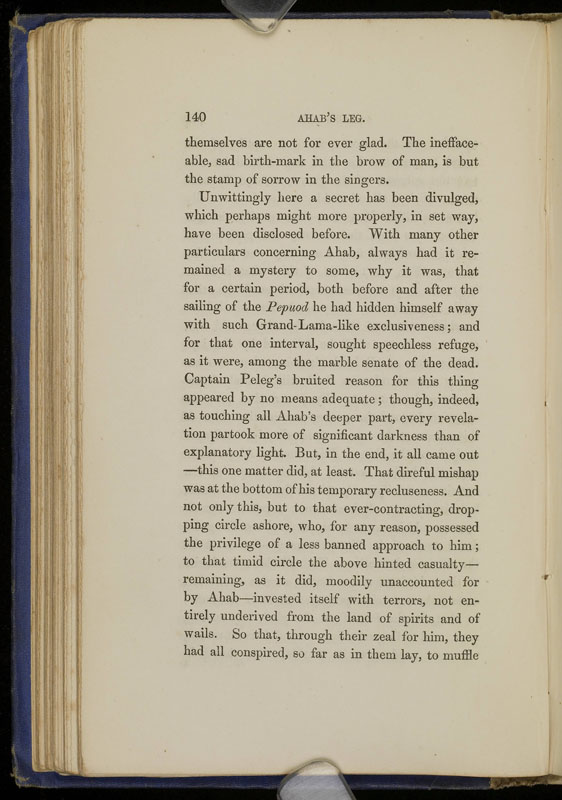 140 AHAB'S LEG.
themselves are not for ever glad. The inefface-
able, sad birth-mark in the brow of man, is but
the stamp of sorrow in the singers.
Unwittingly here a secret has been divulged,
which perhaps might more properly, in set way,
have been disclosed before. With many other
particulars concerning Ahab, always had it re-
mained a mystery to some, why it was, that
for a certain period, both before and after the
sailing of the Pepuod he had hidden himself away
with such Grand-Lama-like exclusiveness; and
for that one interval, sought speechless refuge,
as it were, among the marble senate of the dead.
Captain Peleg's bruited reason for this thing
appeared by no means adequate; though, indeed,
as touching all Ahab's deeper part, every revela-
tion partook more of significant darkness than of
explanatory light. But, in the end, it all came out
—this one matter did, at least. That direful mishap
was at the bottom of his temporary recluseness. And
not only this, but to that ever-contracting, drop-
ping circle ashore, who, for any reason, possessed
the privilege of a less banned approach to him;
to that timid circle the above hinted casualty—
remaining, as it did, moodily unaccounted for
by Ahab—invested itself with terrors, not en-
tirely underived from the land of spirits and of
wails. So that, through their zeal for him, they
had all conspired, so far as in them lay, to muffle